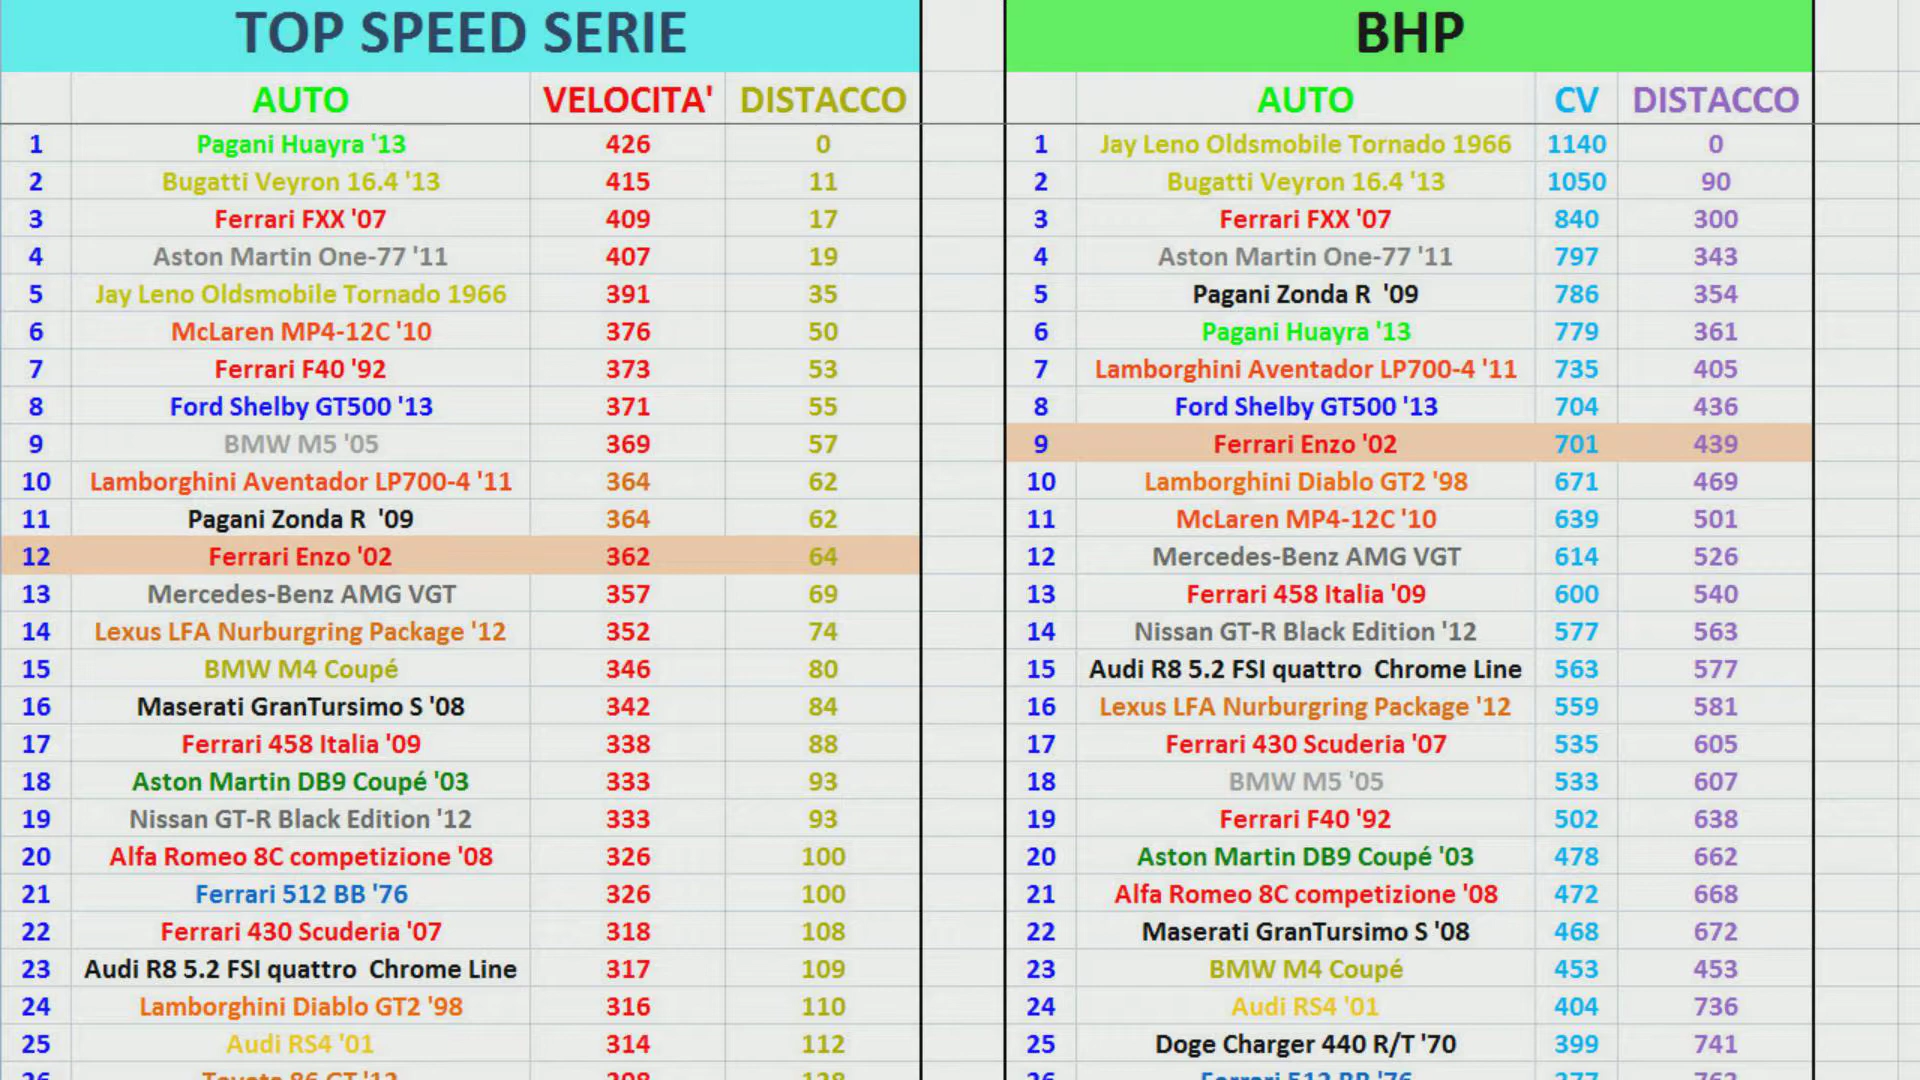 TOP SPEED SERIE
AUTO VELOCITA' DISTACCO
1 Pagani Huayra '13 426 0
2 Bugatti Veyron 16.4 '13 415 11
3 Ferrari FXX '07 409 17
4 Aston Martin One-77 '11 407 19
5 Jay Leno Oldsmobile Tornado 1966 391 35
6 McLaren MP4-12C '10 376 50
7 Ferrari F40 '92 373 53
8 Ford Shelby GT500 '13 371 55
9 BMW M5 '05 369 57
10 Lamborghini Aventador LP700-4 '11 364 62
11 Pagani Zonda R '09 364 62
12 Ferrari Enzo '02 362 64
13 Mercedes-Benz AMG VGT 357 69
14 Lexus LFA Nurburgring Package '12 352 74
15 BMW M4 Coupé 346 80
16 Maserati GranTursimo S '08 342 84
17 Ferrari 458 Italia '09 338 88
18 Aston Martin DB9 Coupé '03 333 93
19 Nissan GT-R Black Edition '12 333 93
20 Alfa Romeo 8C competizione '08 326 100
21 Ferrari 512 BB '76 326 100
22 Ferrari 430 Scuderia '07 318 108
23 Audi R8 5.2 FSI quattro Chrome Line 317 109
24 Lamborghini Diablo GT2 '98 316 110
25 Audi RS4 '01 314 112
26 Toyota 86 GT '12
BHP
AUTO CV DISTACCO
1 Jay Leno Oldsmobile Tornado 1966 1140 0
2 Bugatti Veyron 16.4 '13 1050 90
3 Ferrari FXX '07 840 300
4 Aston Martin One-77 '11 797 343
5 Pagani Zonda R '09 786 354
6 Pagani Huayra '13 779 361
7 Lamborghini Aventador LP700-4 '11 735 405
8 Ford Shelby GT500 '13 704 436
9 Ferrari Enzo '02 701 439
10 Lamborghini Diablo GT2 '98 671 469
11 McLaren MP4-12C '10 639 501
12 Mercedes-Benz AMG VGT 614 526
13 Ferrari 458 Italia '09 600 540
14 Nissan GT-R Black Edition '12 577 563
15 Audi R8 5.2 FSI quattro Chrome Line 563 577
16 Lexus LFA Nurburgring Package '12 559 581
17 Ferrari 430 Scuderia '07 535 605
18 BMW M5 '05 533 607
19 Ferrari F40 '92 502 638
20 Aston Martin DB9 Coupé '03 478 662
21 Alfa Romeo 8C competizione '08 472 668
22 Maserati GranTursimo S '08 468 672
23 BMW M4 Coupé 453 453
24 Audi RS4 '01 404 736
25 Doge Charger 440 R/T '70 399 741
26 Ferrari 512 BB '76